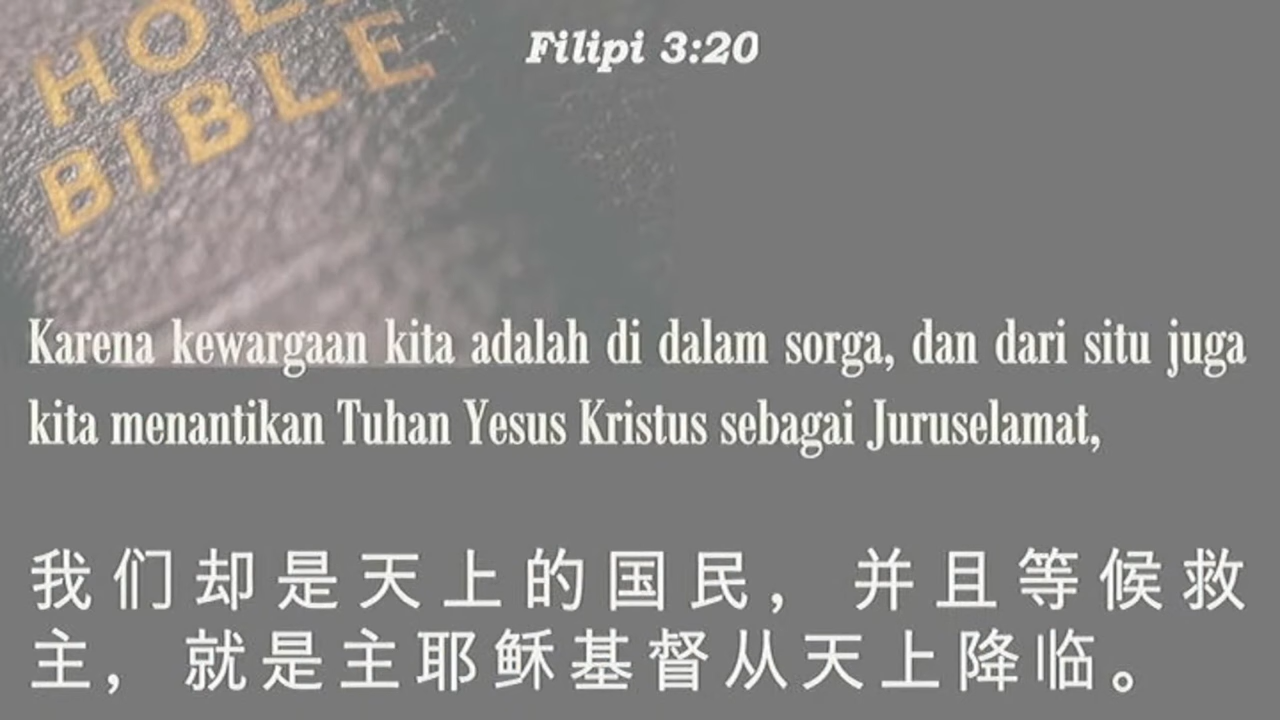 HOL
BIBLE
Filipi 3:20
Karena kewargaan kita adalah di dalam sorga, dan dari situ juga
kita menantikan Tuhan Yesus Kristus sebagai Juruselamat,
我们却是天上的国民，并且等候救
主，就是主耶稣基督从天上降临。